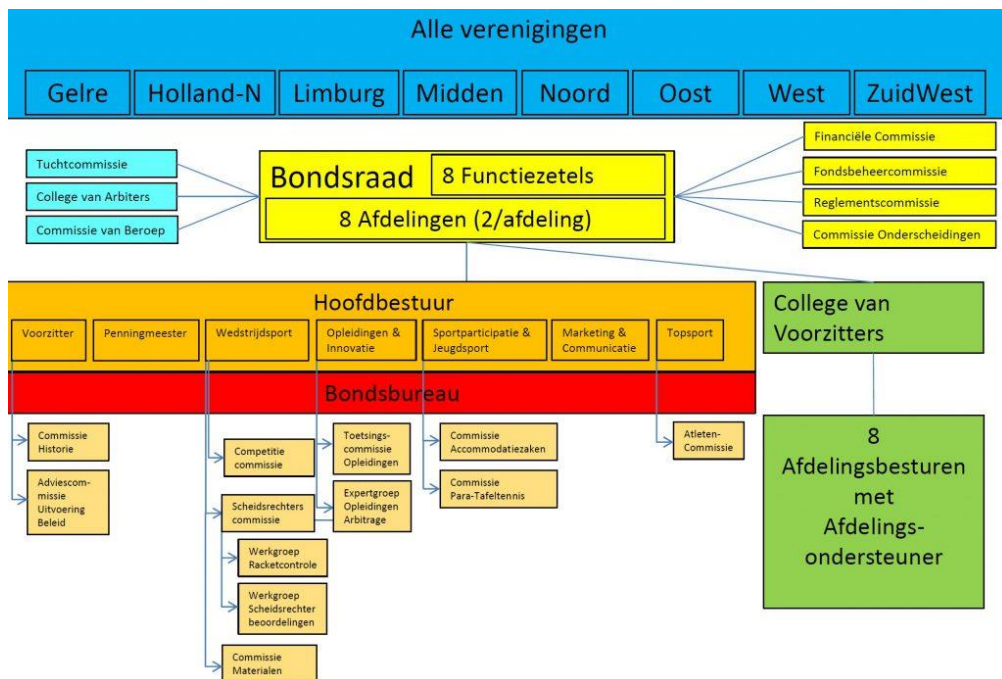 Alle verenigingen
Gelre
Holland-N
Limburg
Midden
Noord
Oost
West
ZuidWest
Tuchtcommissie
College van Arbiters
Commissie van Beroep
Bondsraad
8 Functiezetels
8 Afdelingen (2/afdeling)
Financiële Commissie
Fondsbeheercommissie
Reglementscommissie
Commissie Onderscheidingen
Hoofdbestuur
Voorzitter
Penningmeester
Wedstrijdsport
Opleidingen &
Innovatie
Sportparticipatie &
Jeugdsport
Marketing &
Communicatie
Topsport
College van
Voorzitters
Bondsbureau
Commissie
Historie
Adviescom-
missie
Uitvoering
Beleid
Competitie
commissie
Scheidsrechters
commissie
Werkgroep
Racketcontrole
Werkgroep
Scheidsrechter
beoordelingen
Commissie
Materialen
Toetsings-
commissie
Opleidingen
Expertgroep
Opleidingen
Arbitrage
Commissie
Accommodatiezaken
Commissie
Para-Tafeltennis
Atleten-
Commissie
8
Afdelingsbesturen
met
Afdelings-
ondersteuner